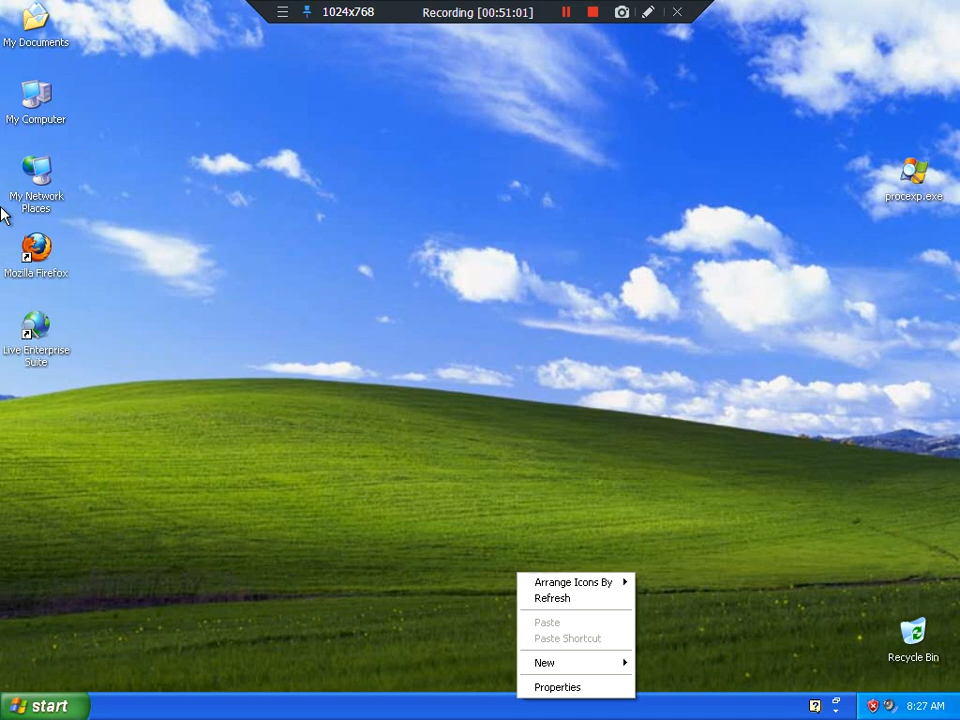 1024x768
Recording [00:51:01]
My Documents
My Computer
My Network
Places
Mozilla Firefox
Live Enterprise
Suite
procexp.exe
Arrange Icons By
Refresh
Paste
Paste Shortcut
New
Properties
Recycle Bin
start
8:27 AM